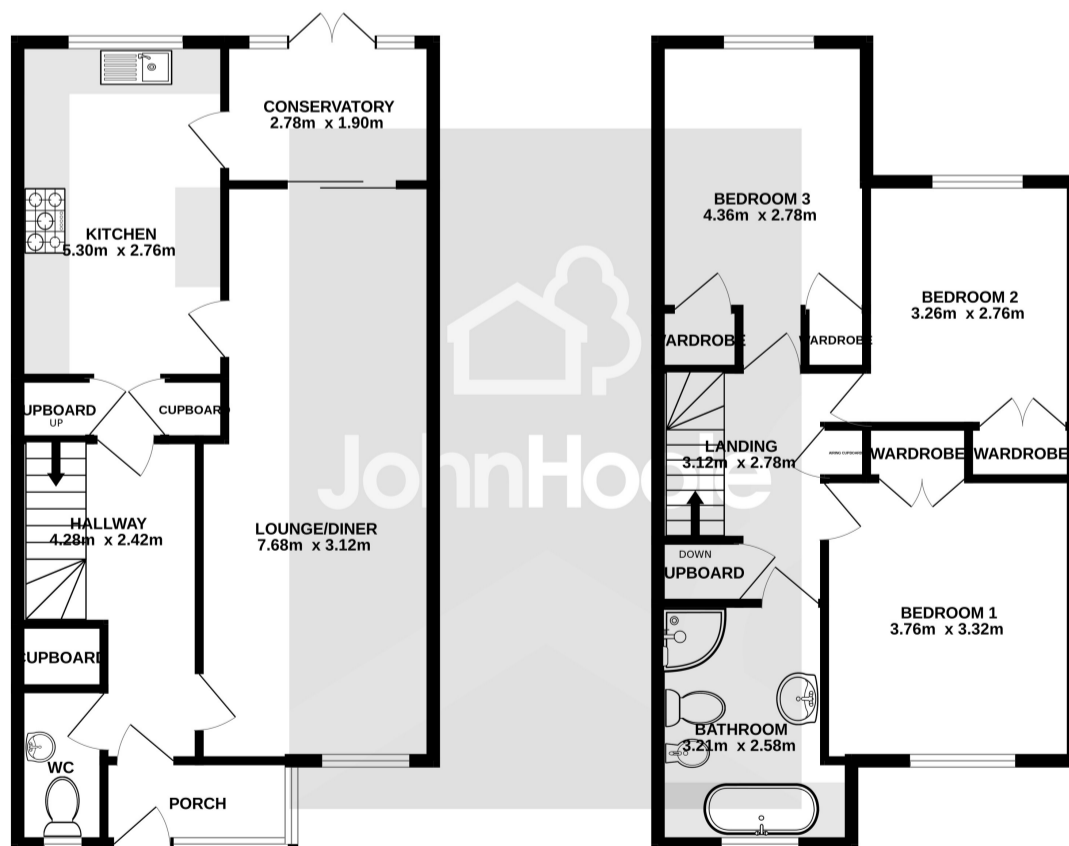 CONSERVATORY
2.78m x 1.90m
KITCHEN
5.30m x 2.76m
CUPBOARD
UP
CUPBOARD
HALLWAY
4.28m x 2.42m
LOUNGE/DINER
7.68m x 3.12m
CUPBOARD
WC
PORCH
JohnHoole
BEDROOM 3
4.36m x 2.78m
BEDROOM 2
3.26m x 2.76m
WARDROBE
WARDROBE
LANDING
3.12m x 2.78m
WARDROBE
WARDROBE
DOWN
CUPBOARD
BEDROOM 1
3.76m x 3.32m
BATHROOM
3.21m x 2.58m